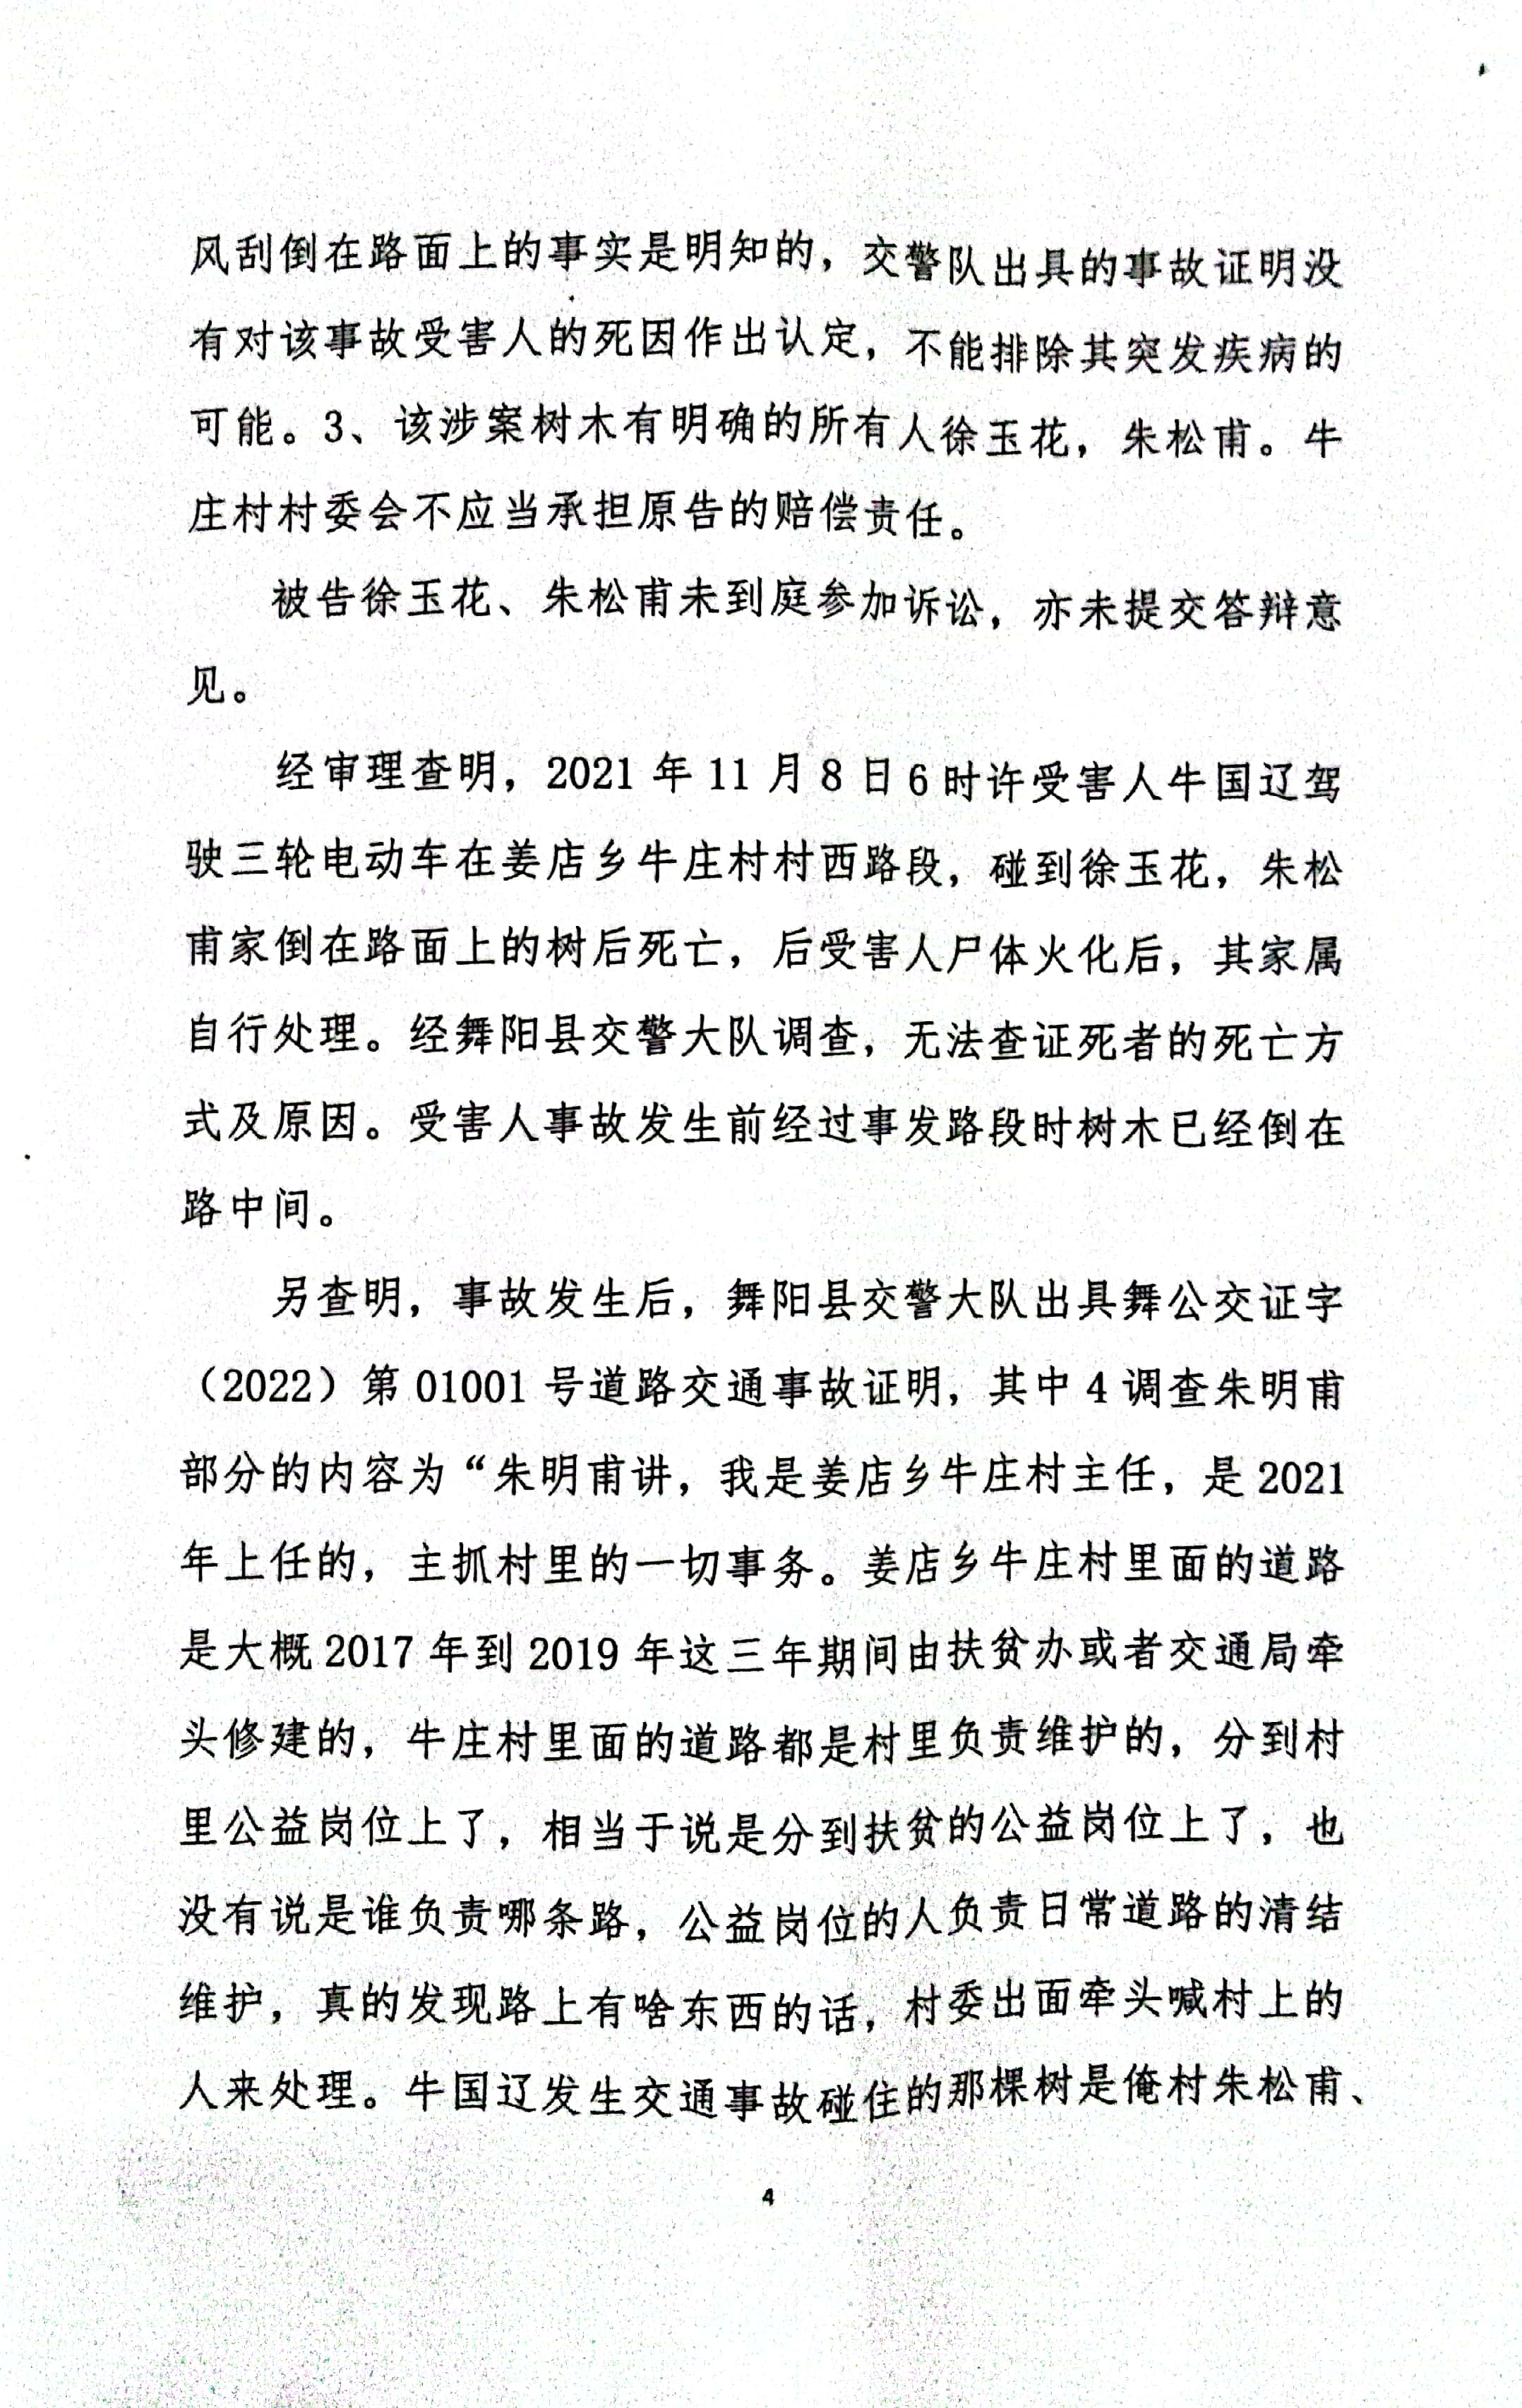 风刮倒在路面上的事实是明知的，交警队出具的事故证明没
有对该事故受害人的死因作出认定，不能排除其突发疾病的
可能。3、该涉案树木有明确的所有人徐玉花，朱松甫。牛
庄村村委会不应当承担原告的赔偿责任。
被告徐玉花、朱松甫未到庭参加诉讼，亦未提交答辩意
见。
经审理查明，2021 年 11 月 8 日 6 时许受害人牛国辽驾
驶三轮电动车在姜店乡牛庄村村西路段，碰到徐玉花，朱松
甫家倒在路面上的树后死亡，后受害人尸体火化后，其家属
自行处理。经舞阳县交警大队调查，无法查证死者的死亡方
式及原因。受害人事故发生前经过事发路段时树木已经倒在
路中间。
另查明，事故发生后，舞阳县交警大队出具舞公交证字
（2022）第 01001 号道路交通事故证明，其中 4 调查朱明甫
部分的内容为“朱明甫讲，我是姜店乡牛庄村主任，是 2021
年上任的，主抓村里的一切事务。姜店乡牛庄村里面的道路
是大概 2017 年到 2019 年这三年期间由扶贫办或者交通局牵
头修建的，牛庄村里面的道路都是村里负责维护的，分到村
里公益岗位上了，相当于说是分到扶贫的公益岗位上了，也
没有说是谁负责哪条路，公益岗位的人负责日常道路的清结
维护，真的发现路上有啥东西的话，村委出面牵头喊村上的
人来处理。牛国辽发生交通事故碰住的那棵树是俺村朱松甫、
4